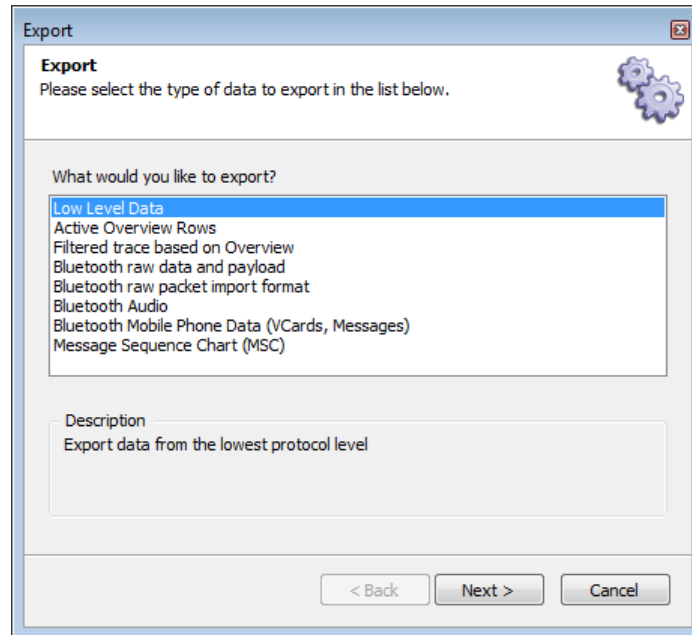 Export
Export
Please select the type of data to export in the list below.
What would you like to export?
Low Level Data
Active Overview Rows
Filtered trace based on Overview
Bluetooth raw data and payload
Bluetooth raw packet import format
Bluetooth Audio
Bluetooth Mobile Phone Data (VCards, Messages)
Message Sequence Chart (MSC)
Description
Export data from the lowest protocol level
< Back Next > Cancel